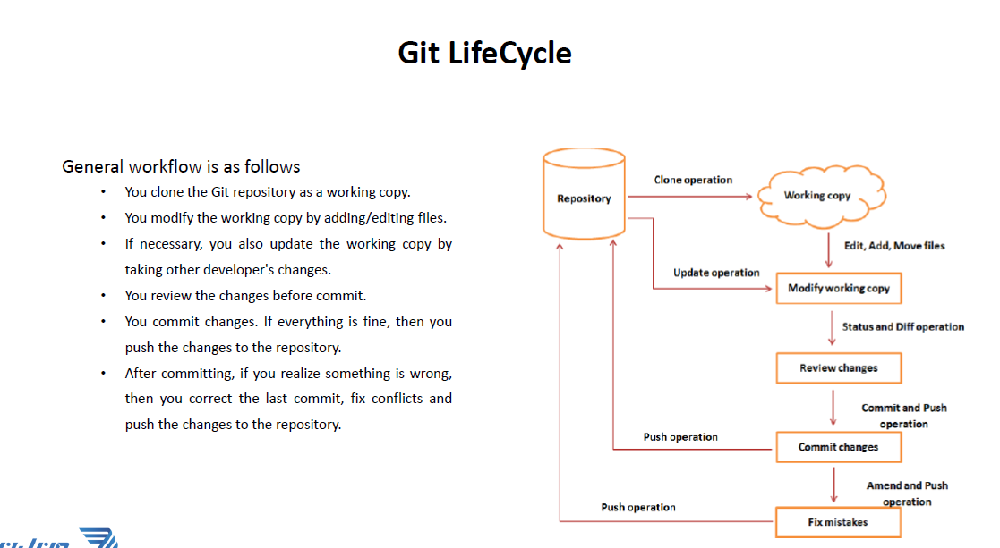 Git LifeCycle
General workflow is as follows
• You clone the Git repository as a working copy.
• You modify the working copy by adding/editing files.
• If necessary, you also update the working copy by
taking other developer's changes.
• You review the changes before commit.
• You commit changes. If everything is fine, then you
push the changes to the repository.
• After committing, if you realize something is wrong,
then you correct the last commit, fix conflicts and
push the changes to the repository.
Repository
Clone operation
Working copy
Edit, Add, Move files
Update operation
Modify working copy
Status and Diff operation
Review changes
Commit and Push
operation
Push operation
Commit changes
Amend and Push
operation
Push operation
Fix mistakes